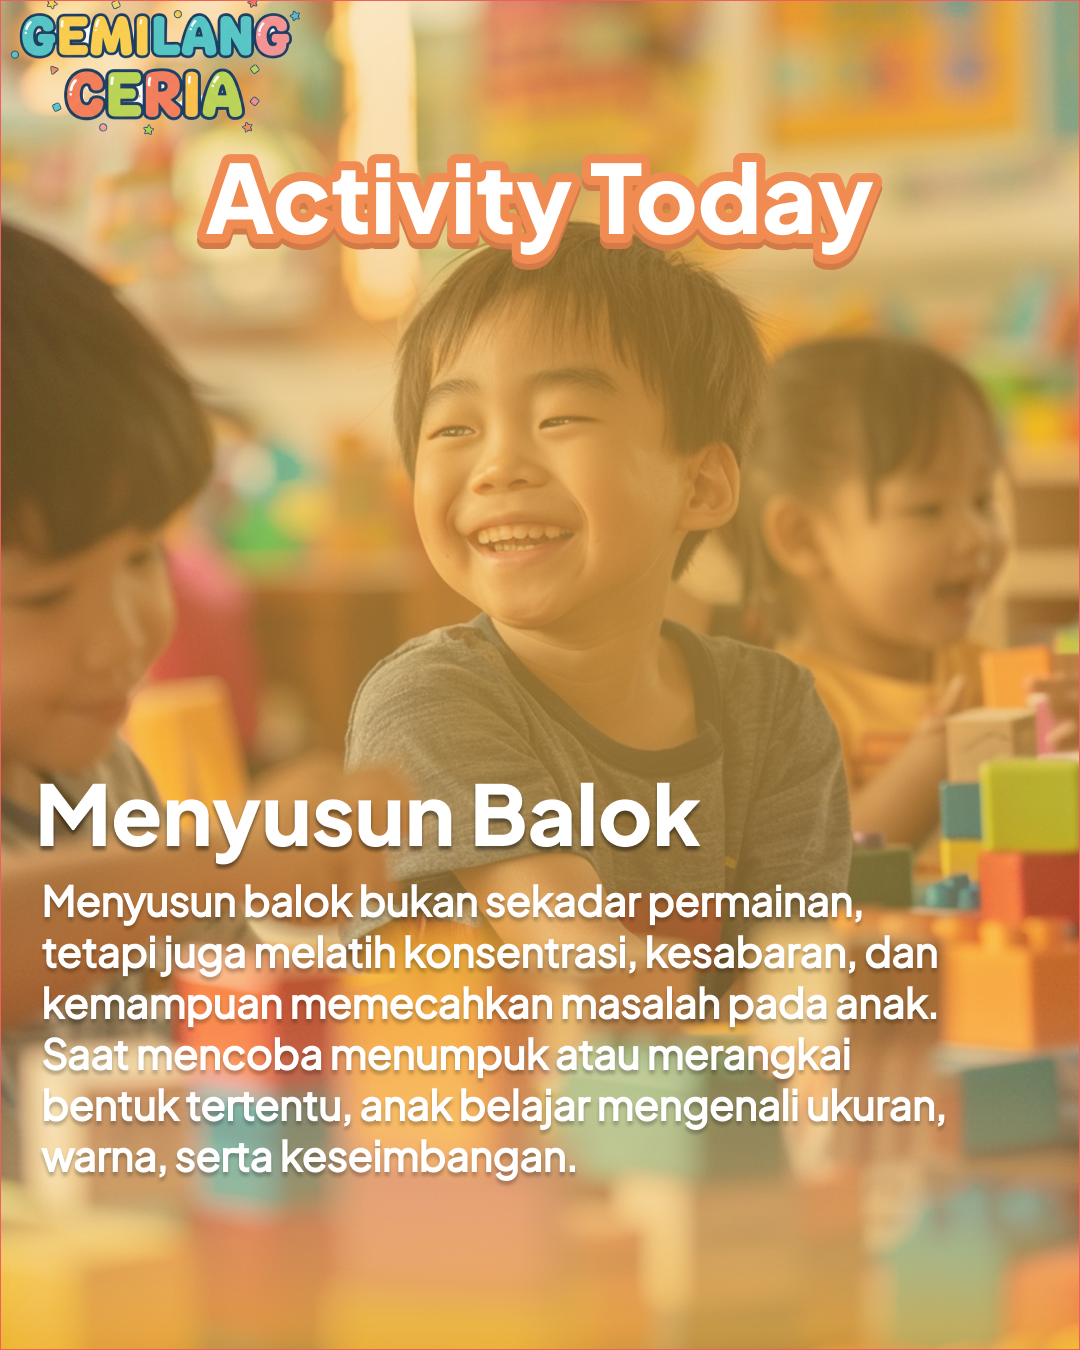 GEMILANG
CERIA
Activity Today
Menyusun Balok
Menyusun balok bukan sekadar permainan,
tetapi juga melatih konsentrasi, kesabaran, dan
kemampuan memecahkan masalah pada anak.
Saat mencoba menumpuk atau merangkai
bentuk tertentu, anak belajar mengenali ukuran,
warna, serta keseimbangan.